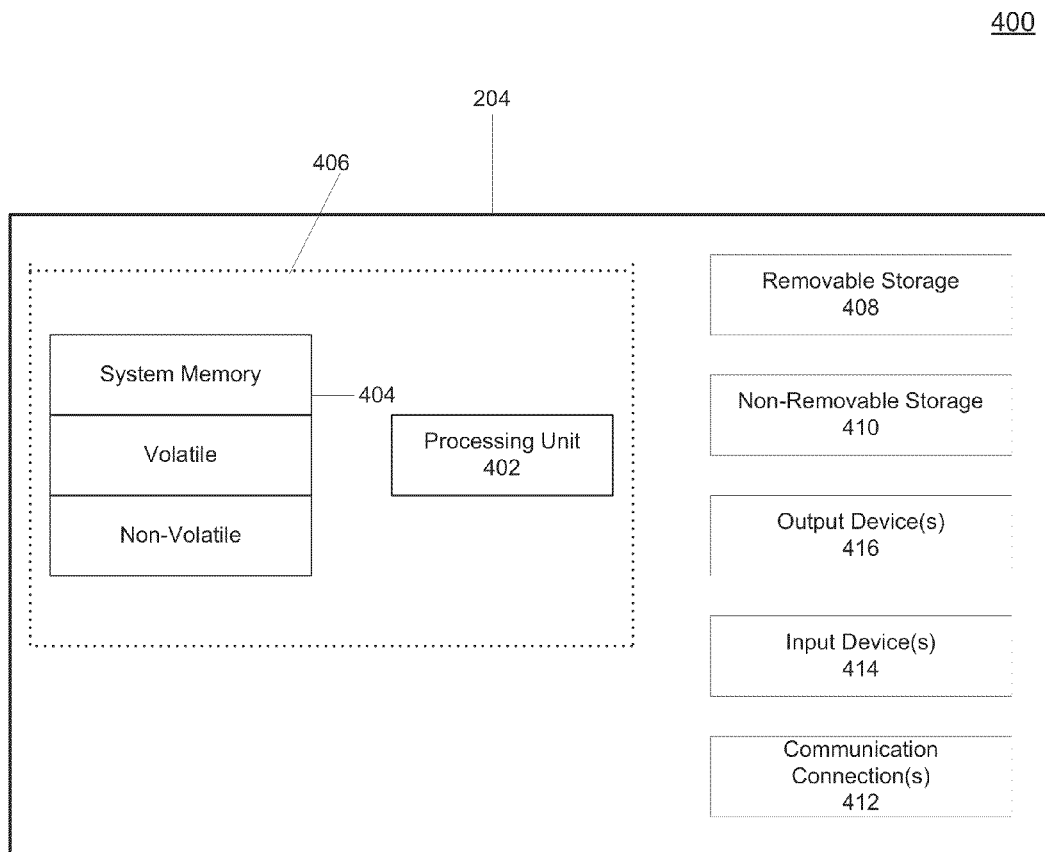 400
204
406
System Memory
404
Volatile
Non-Volatile
Processing Unit
402
Removable Storage
408
Non-Removable Storage
410
Output Device(s)
416
Input Device(s)
414
Communication
Connection(s)
412